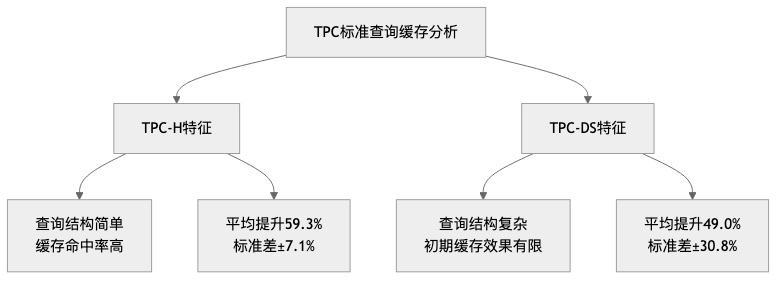 TPC标准查询缓存分析
TPC-H特征
TPC-DS特征
查询结构简单
缓存命中率高
平均提升59.3%
标准差±7.1%
查询结构复杂
初期缓存效果有限
平均提升49.0%
标准差±30.8%